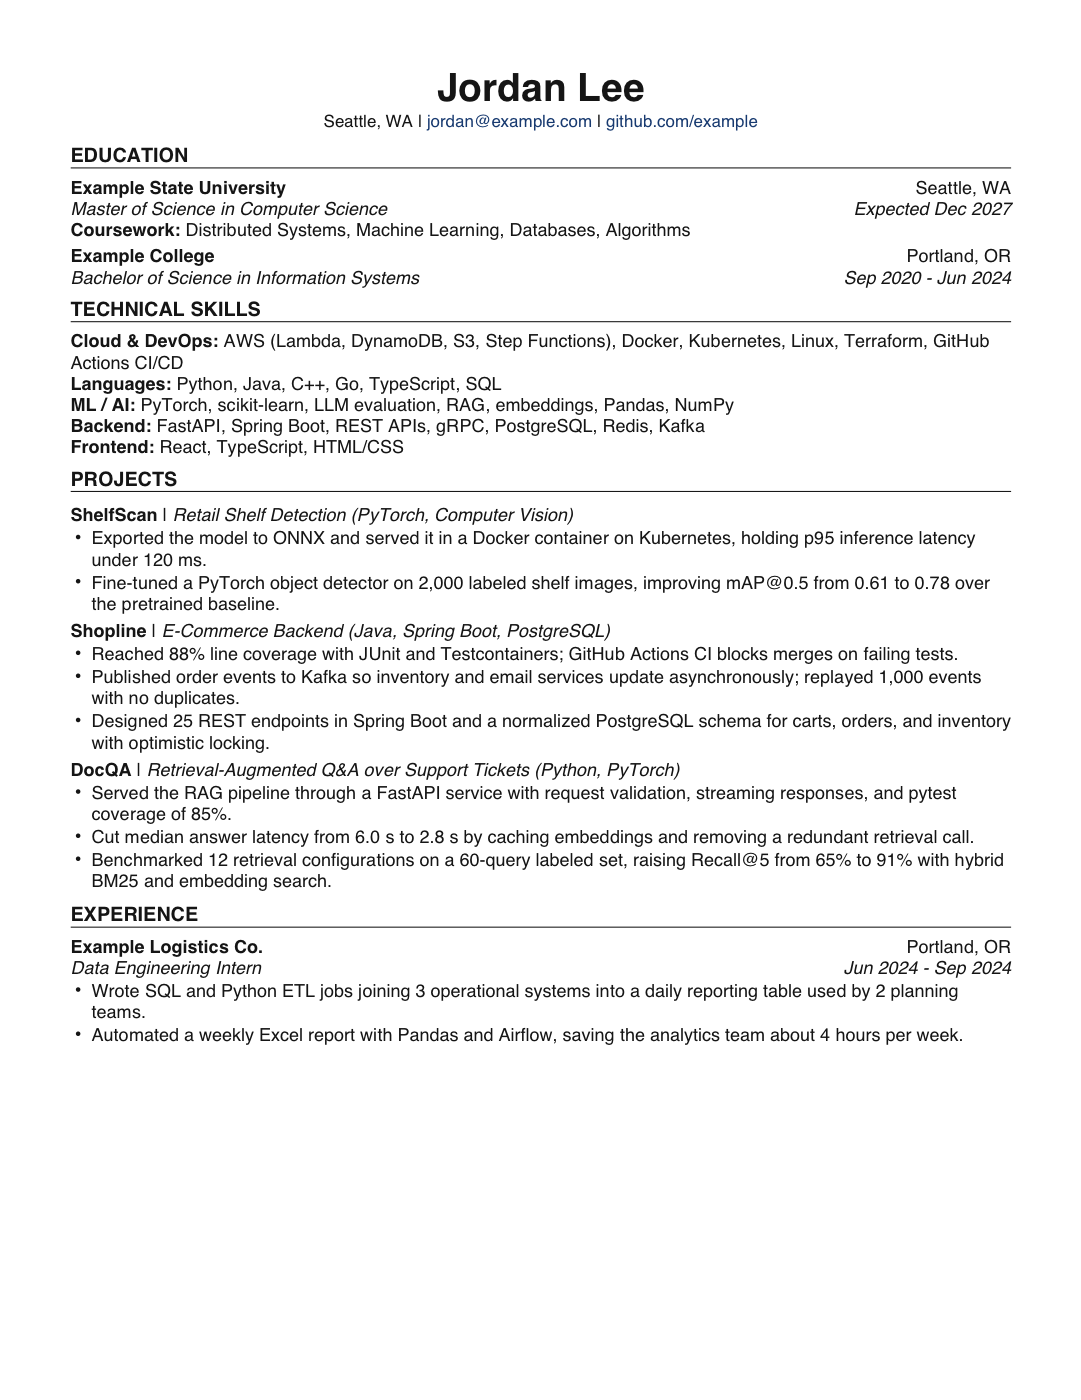 Jordan Lee
Seattle, WA | jordan@example.com | github.com/example
EDUCATION
Example State University Seattle, WA
Master of Science in Computer Science Expected Dec 2027
Coursework: Distributed Systems, Machine Learning, Databases, Algorithms
Example College Portland, OR
Bachelor of Science in Information Systems Sep 2020 - Jun 2024
TECHNICAL SKILLS
Cloud & DevOps: AWS (Lambda, DynamoDB, S3, Step Functions), Docker, Kubernetes, Linux, Terraform, GitHub
Actions CI/CD
Languages: Python, Java, C++, Go, TypeScript, SQL
ML / AI: PyTorch, scikit-learn, LLM evaluation, RAG, embeddings, Pandas, NumPy
Backend: FastAPI, Spring Boot, REST APIs, gRPC, PostgreSQL, Redis, Kafka
Frontend: React, TypeScript, HTML/CSS
PROJECTS
ShelfScan | Retail Shelf Detection (PyTorch, Computer Vision)
• Exported the model to ONNX and served it in a Docker container on Kubernetes, holding p95 inference latency
under 120 ms.
• Fine-tuned a PyTorch object detector on 2,000 labeled shelf images, improving mAP@0.5 from 0.61 to 0.78 over
the pretrained baseline.
Shopline | E-Commerce Backend (Java, Spring Boot, PostgreSQL)
• Reached 88% line coverage with JUnit and Testcontainers; GitHub Actions CI blocks merges on failing tests.
• Published order events to Kafka so inventory and email services update asynchronously; replayed 1,000 events
with no duplicates.
• Designed 25 REST endpoints in Spring Boot and a normalized PostgreSQL schema for carts, orders, and inventory
with optimistic locking.
DocQA | Retrieval-Augmented Q&A over Support Tickets (Python, PyTorch)
• Served the RAG pipeline through a FastAPI service with request validation, streaming responses, and pytest
coverage of 85%.
• Cut median answer latency from 6.0 s to 2.8 s by caching embeddings and removing a redundant retrieval call.
• Benchmarked 12 retrieval configurations on a 60-query labeled set, raising Recall@5 from 65% to 91% with hybrid
BM25 and embedding search.
EXPERIENCE
Example Logistics Co. Portland, OR
Data Engineering Intern Jun 2024 - Sep 2024
• Wrote SQL and Python ETL jobs joining 3 operational systems into a daily reporting table used by 2 planning
teams.
• Automated a weekly Excel report with Pandas and Airflow, saving the analytics team about 4 hours per week.